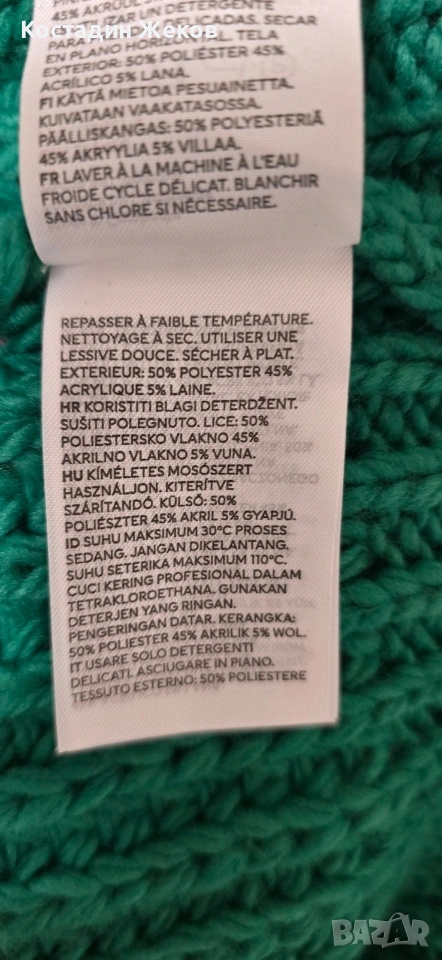 Костадин Жеков
45% AKRÜÜL
UN DETERGENTE
PARA ROPAS DELICADAS. SECAR
EN PLANO HORIZONTAL. TELA
EXTERIOR: 50% POLIÉSTER 45%
ACRÍLICO 5% LANA.
FI KÄYTÄ MIETOA PESUAINETTA.
KUIVATAAN VAAKATASOSSA.
PÄÄLLISKANGAS: 50% POLYESTERIÄ
45% AKRYYLIA 5% VILLAA.
FR LAVER À LA MACHINE À L'EAU
FROIDE CYCLE DÉLICAT. BLANCHIR
SANS CHLORE SI NÉCESSAIRE.
REPASSER À FAIBLE TEMPÉRATURE.
NETTOYAGE À SEC. UTILISER UNE
LESSIVE DOUCE. SÉCHER À PLAT.
EXTERIEUR: 50% POLYESTER 45%
ACRYLIQUE 5% LAINE.
HR KORISTITI BLAGI DETERDŽENT.
SUŠITI POLEGNUTO. LICE: 50%
POLIESTERSKO VLAKNO 45%
AKRILNO VLAKNO 5% VUNA.
HU KÍMÉLETES MOSÓSZERT
HASZNÁLJON. KITERÍTVE
SZÁRÍTANDÓ. KÜLSŐ: 50%
POLIÉSZTER 45% AKRIL 5% GYAPJÚ.
ID SUHU MAKSIMUM 30°C PROSES
SEDANG. JANGAN DIKELANTANG.
SUHU SETERIKA MAKSIMUM 110°C.
CUCI KERING PROFESIONAL DALAM
TETRAKLOROETHANA. GUNAKAN
DETERJEN YANG RINGAN.
PENGERINGAN DATAR. KERANGKA:
50% POLIESTER 45% AKRILIK 5% WOL.
IT USARE SOLO DETERGENTI
DELICATI. ASCIUGARE IN PIANO.
TESSUTO ESTERNO: 50% POLIESTERE
BAZAR